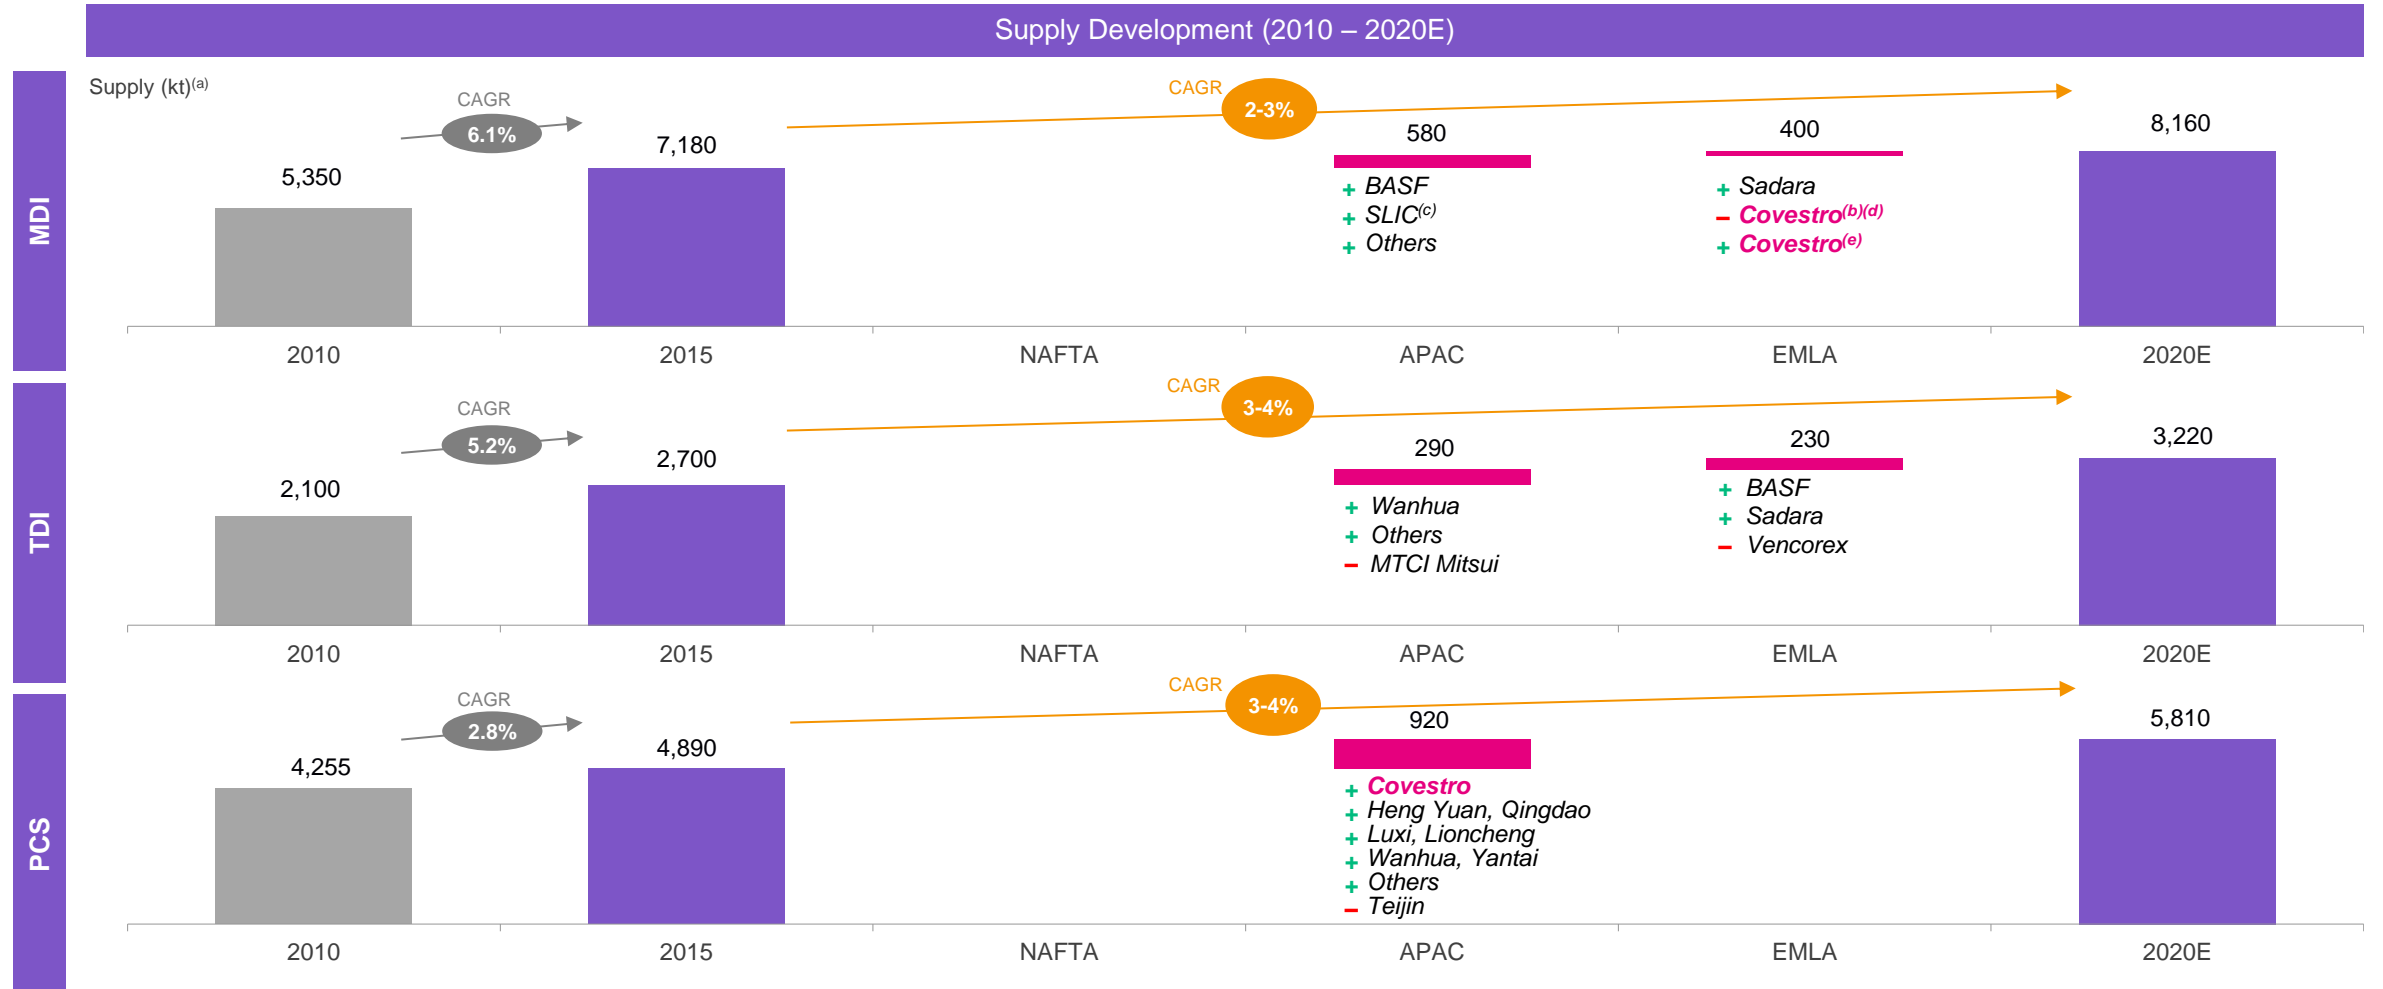 Supply Development (2010 – 2020E)
MDI
Supply (kt)(a)
CAGR
6.1%
CAGR
2-3%
5,350
7,180
580
400
8,160
+ BASF
+ SLIC(c)
+ Others
+ Sadara
– Covestro(b)(d)
+ Covestro(e)
2010 2015 NAFTA APAC EMLA 2020E
TDI
CAGR
5.2%
CAGR
3-4%
2,100
2,700
290
230
3,220
+ Wanhua
+ Others
– MTCI Mitsui
+ BASF
+ Sadara
– Vencorex
2010 2015 NAFTA APAC EMLA 2020E
PCS
CAGR
2.8%
CAGR
3-4%
4,255
4,890
920
5,810
+ Covestro
+ Heng Yuan, Qingdao
+ Luxi, Lioncheng
+ Wanhua, Yantai
+ Others
– Teijin
2010 2015 NAFTA APAC EMLA 2020E